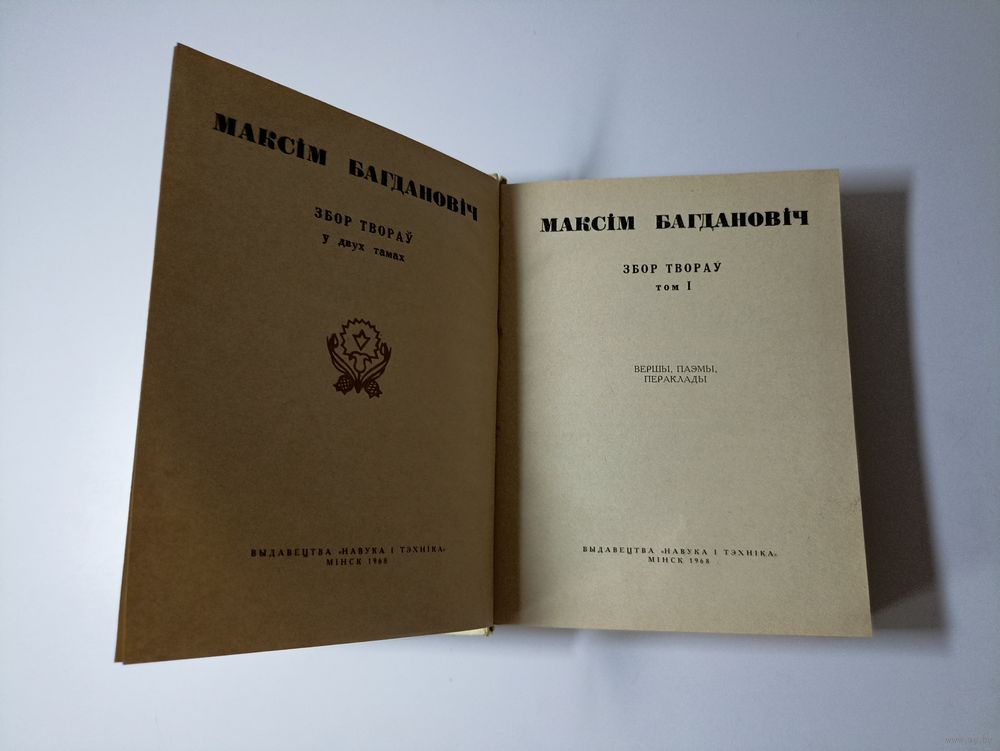 МАКСІМ БАГДАНОВІЧ
ЗБОР ТВОРАЎ
У двух тамах
ВЫДАВЕЦТВА «НАВУКА І ТЭХНІКА»
МІНСК 1968
МАКСІМ БАГДАНОВІЧ
ЗБОР ТВОРАЎ
том I
ВЕРШЫ, ПАЭМЫ,
ПЕРАКЛАДЫ
ВЫДАВЕЦТВА «НАВУКА І ТЭХНІКА»
МІНСК 1968